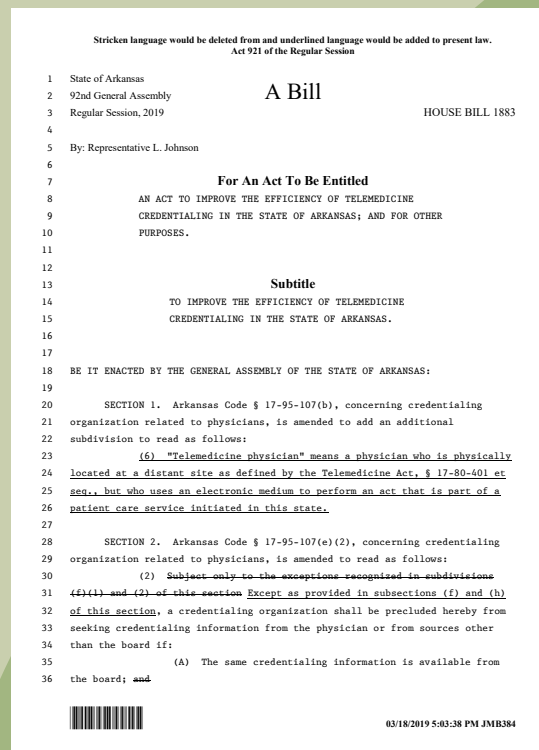 Stricken language would be deleted from and underlined language would be added to present law.
Act 921 of the Regular Session
1 State of Arkansas
2 92nd General Assembly
A Bill
3 Regular Session, 2019
HOUSE BILL 1883
4
5 By: Representative L. Johnson
6
7 For An Act To Be Entitled
8 AN ACT TO IMPROVE THE EFFICIENCY OF TELEMEDICINE
9 CREDENTIALING IN THE STATE OF ARKANSAS; AND FOR OTHER
10 PURPOSES.
11
12
13 Subtitle
14 TO IMPROVE THE EFFICIENCY OF TELEMEDICINE
15 CREDENTIALING IN THE STATE OF ARKANSAS.
16
17
18 BE IT ENACTED BY THE GENERAL ASSEMBLY OF THE STATE OF ARKANSAS:
19
20 SECTION 1. Arkansas Code § 17-95-107(b), concerning credentialing
21 organization related to physicians, is amended to add an additional
22 subdivision to read as follows:
23 (6) "Telemedicine physician" means a physician who is physically
24 located at a distant site as defined by the Telemedicine Act, § 17-80-401 et
25 seq., but who uses an electronic medium to perform an act that is part of a
26 patient care service initiated in this state.
27
28 SECTION 2. Arkansas Code § 17-95-107(e)(2), concerning credentialing
29 organization related to physicians, is amended to read as follows:
30 (2) Subject only to the exceptions recognized in subdivisions
31 (f)(1) and (2) of this section Except as provided in subsections (f) and (h)
32 of this section, a credentialing organization shall be precluded hereby from
33 seeking credentialing information from the physician or from sources other
34 than the board if:
35 (A) The same credentialing information is available from
36 the board; and
03/18/2019 5:03:38 PM JMB384